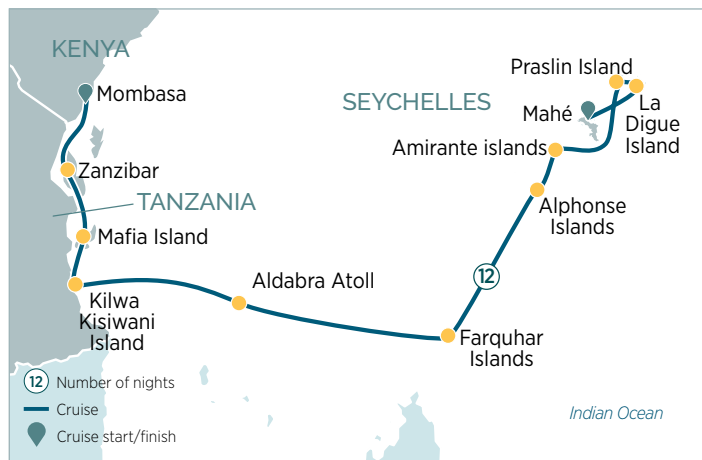 KENYA
Mombasa
Zanzibar
TANZANIA
Mafia Island
Kilwa
Kisiwani
Island
Aldabra Atoll
Farquhar
Islands
12
Alphonse
Islands
Amirante islands
SEYCHELLES
Mahé
Praslin Island
La
Digue
Island
12 Number of nights
Cruise
Cruise start/finish
Indian Ocean